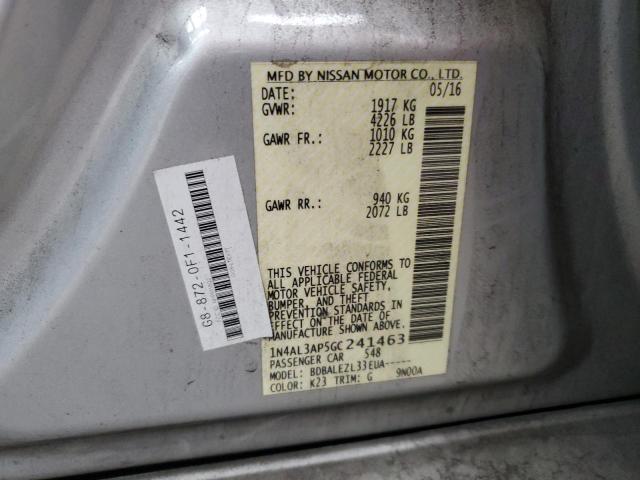 MFD BY NISSAN MOTOR CO., LTD.
DATE: 05/16
GVWR: 1917 KG
4226 LB
GAWR FR.: 1010 KG
2227 LB
GAWR RR.: 940 KG
2072 LB
THIS VEHICLE CONFORMS TO
ALL APPLICABLE FEDERAL
MOTOR VEHICLE SAFETY,
BUMPER, AND THEFT
PREVENTION STANDARDS IN
EFFECT ON THE DATE OF
MANUFACTURE SHOWN ABOVE.
1N4AL3AP5GC241463
PASSENGER CAR 548
MODEL: BDBALEZL33EUA-----
COLOR: K23 TRIM: G 9N00A
G8-872-0F1-1442